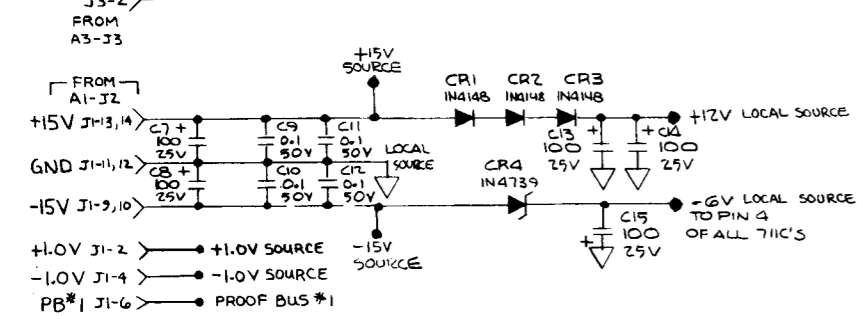 J3-2
FROM
A3-J3
+15V
SOURCE
FROM
A1-J2
CR1
1N4148
CR2
1N4148
CR3
1N4148
+15V J1-13,14
C7 +
100
25V
C9
0.1
50V
C11
0.1
50V
C13
100
25V
+
+
C14
100
25V
+12V LOCAL SOURCE
GND J1-11,12
LOCAL
SOURCE
C8 +
100
25V
C10
0.1
50V
C12
0.1
50V
CR4
1N4739
-15V J1-9,10
-6V LOCAL SOURCE
TO PIN 4
OF ALL 711C'S
C15
100
25V
+
-15V
SOURCE
+1.0V J1-2
+1.0V SOURCE
-1.0V J1-4
-1.0V SOURCE
PB#1 J1-6
PROOF BUS #1